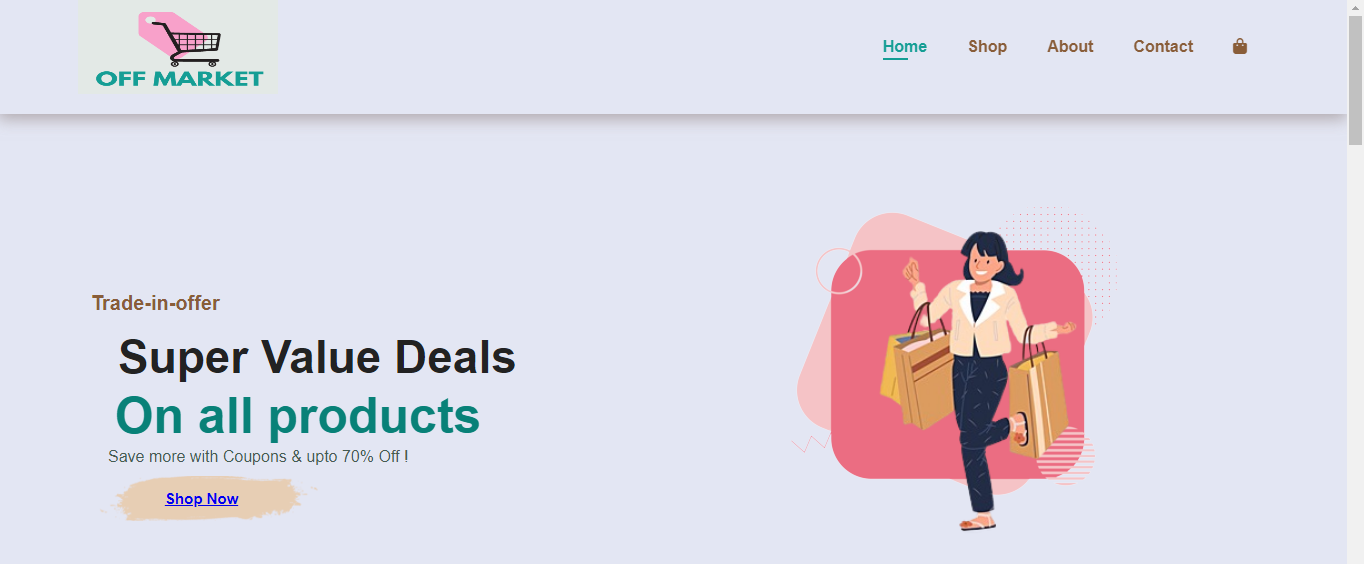 OFF MARKET
Home Shop About Contact
Trade-in-offer
Super Value Deals
On all products
Save more with Coupons & upto 70% Off !
Shop Now